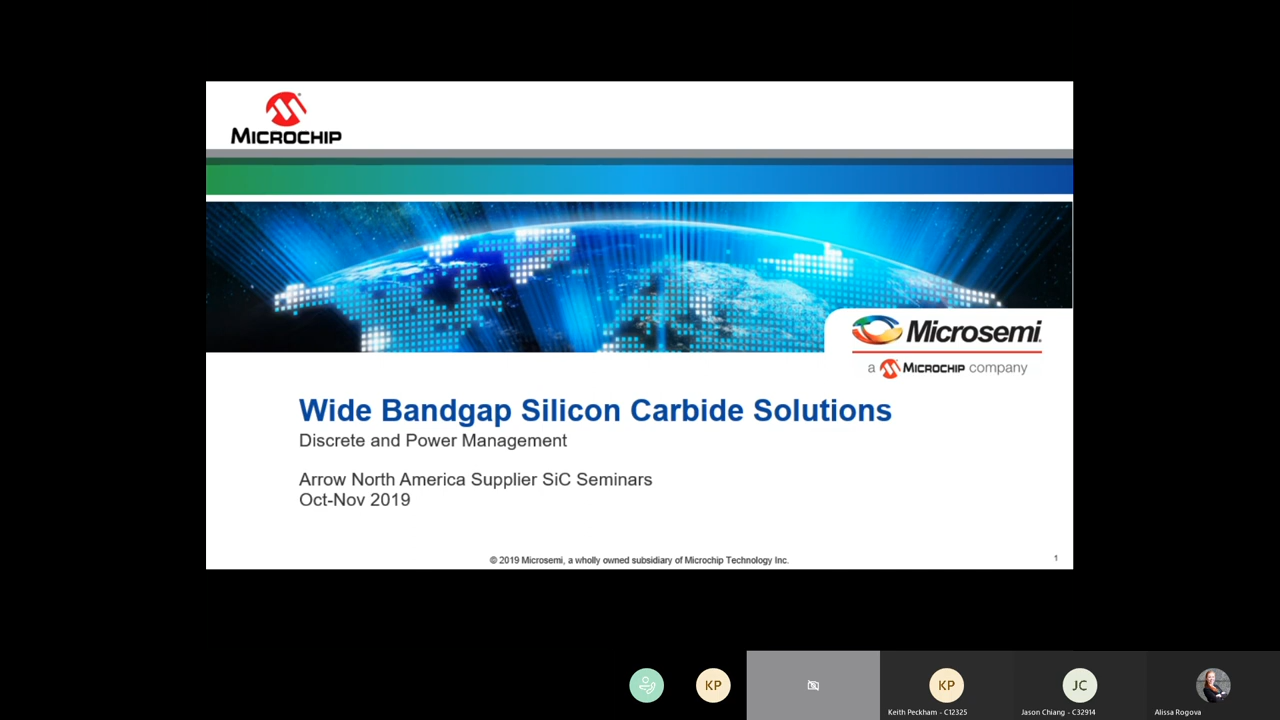 MICROCHIP
Microsemi.
a MICROCHIP company
Wide Bandgap Silicon Carbide Solutions
Discrete and Power Management
Arrow North America Supplier SiC Seminars
Oct-Nov 2019
© 2019 Microsemi, a wholly owned subsidiary of Microchip Technology Inc.
1
KP
KP
JC
Keith Peckham - C12325
Jason Chiang - C32914
Alissa Rogova